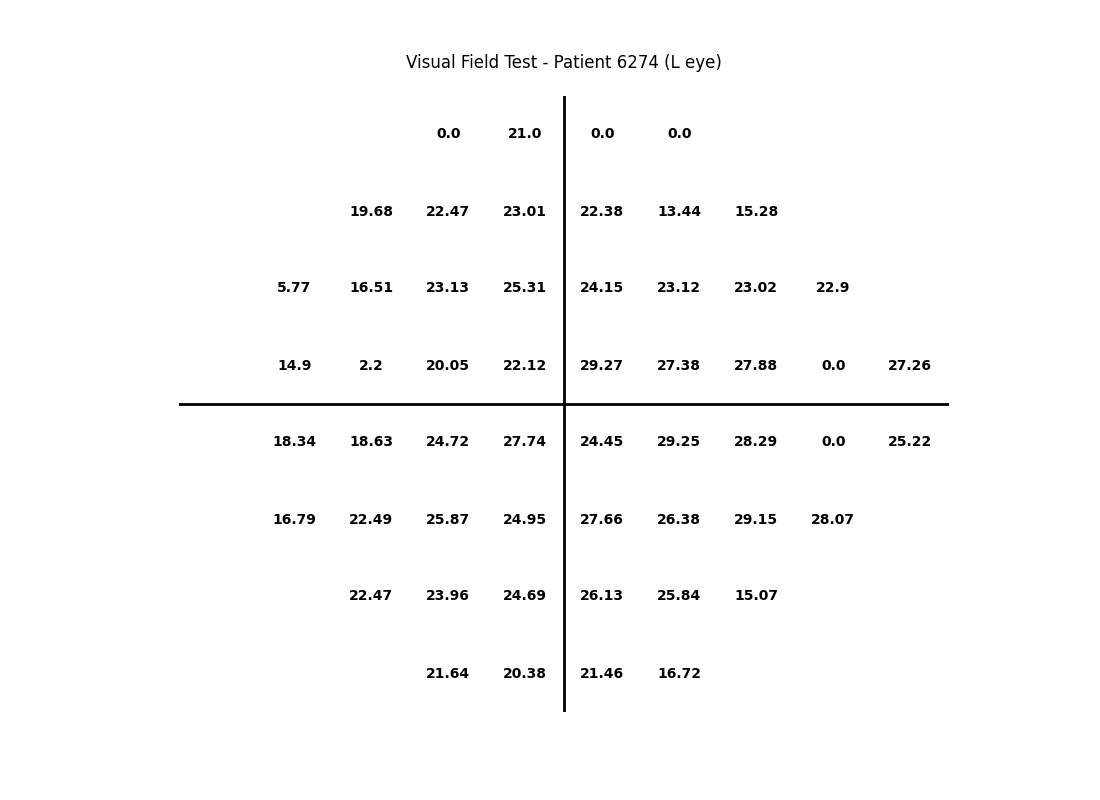 Visual Field Test - Patient 6274 (L eye)
0.0 21.0 0.0 0.0
19.68 22.47 23.01 22.38 13.44 15.28
5.77 16.51 23.13 25.31 24.15 23.12 23.02 22.9
14.9 2.2 20.05 22.12 29.27 27.38 27.88 0.0 27.26
18.34 18.63 24.72 27.74 24.45 29.25 28.29 0.0 25.22
16.79 22.49 25.87 24.95 27.66 26.38 29.15 28.07
22.47 23.96 24.69 26.13 25.84 15.07
21.64 20.38 21.46 16.72